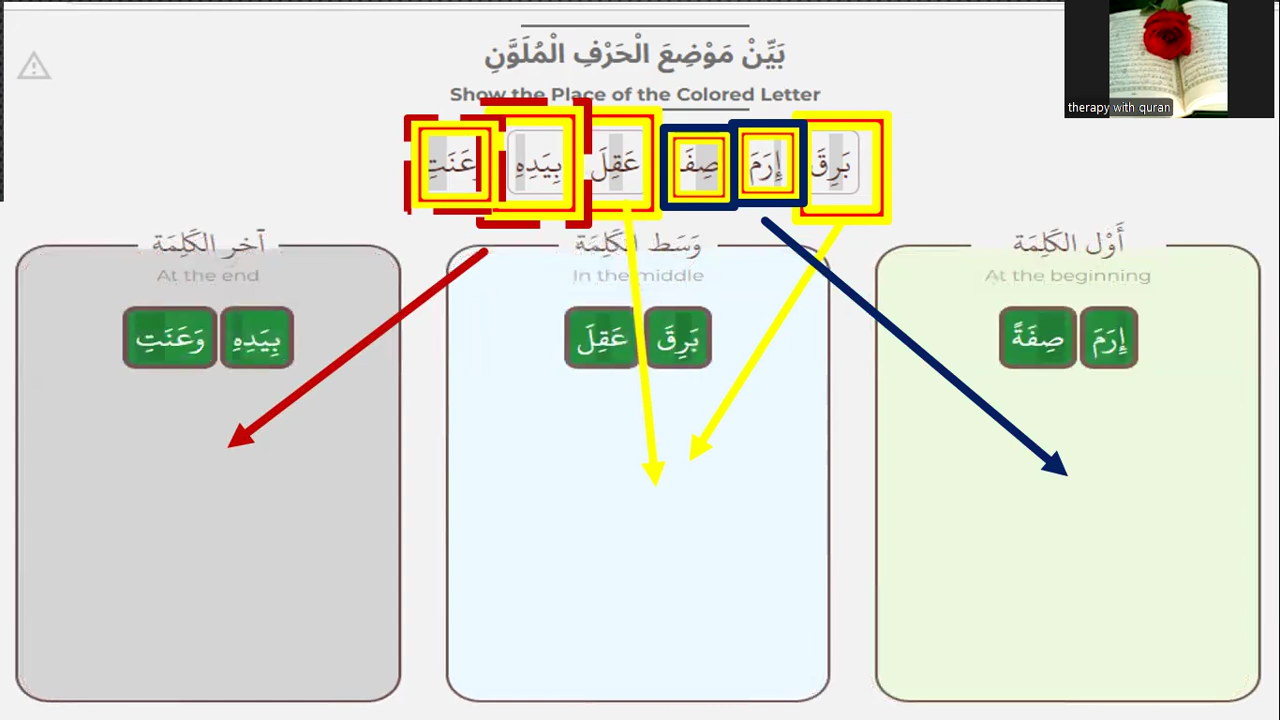 بَيِّنْ مَوْضِعَ الْحَرْفِ الْمُلَوَّنِ
Show the Place of the Colored Letter
therapy with quran
بَرِقَ إِرَمَ صِفَ عَقِلَ بِيَدِهِ وَعَنَتِ
أَوْل الكَلِمَة
At the beginning
إِرَمَ صِفَةً
وَسَط الكَلِمَة
In the middle
بَرِقَ عَقِلَ
آخر الكَلِمَة
At the end
بِيَدِهِ وَعَنَتِ